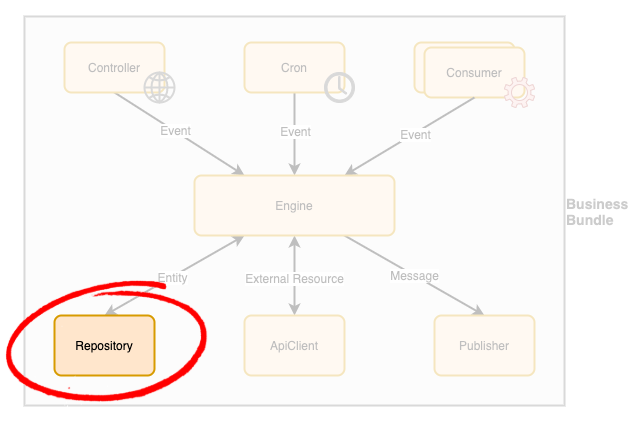 Controller
Cron
Consumer
Event
Event
Event
Engine
Business
Bundle
Entity
External Resource
Message
Repository
ApiClient
Publisher